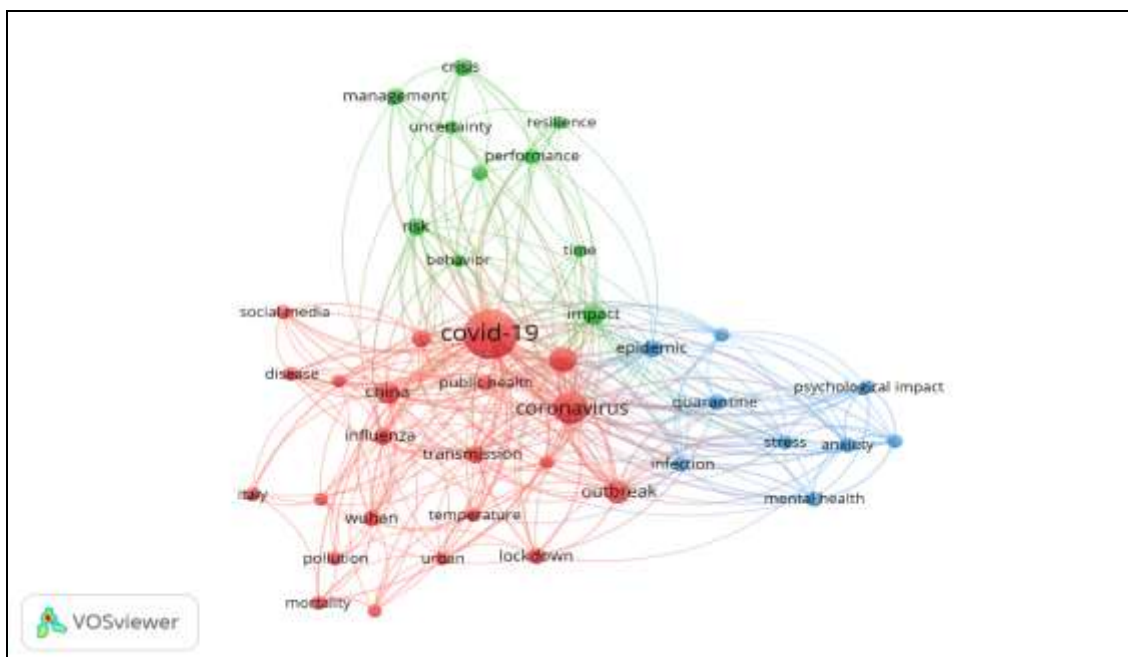 crisis
management
uncertainty
resilience
performance
risk
time
behavior
social media
impact
covid-19
epidemic
disease
public health
psychological impact
china
quarantine
coronavirus
influenza
stress
anxiety
transmission
infection
italy
outbreak
mental health
wuhan
temperature
pollution
urban
lockdown
mortality
VOSviewer